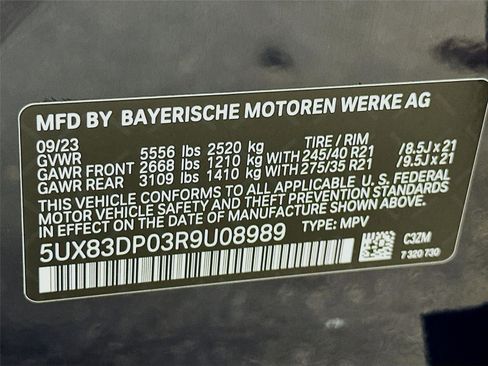 MFD BY BAYERISCHE MOTOREN WERKE AG
09/23 TIRE / RIM
GVWR 5556 lbs 2520 kg
GAWR FRONT 2668 lbs 1210 kg WITH 245/40 R21 /8.5J x 21
GAWR REAR 3109 lbs 1410 kg WITH 275/35 R21 /9.5J x 21
THIS VEHICLE CONFORMS TO ALL APPLICABLE U.S. FEDERAL
MOTOR VEHICLE SAFETY AND THEFT PREVENTION STANDARDS
IN EFFECT ON THE DATE OF MANUFACTURE SHOWN ABOVE.
5UX83DP03R9U08989 TYPE: MPV
C3ZM
7 320 730